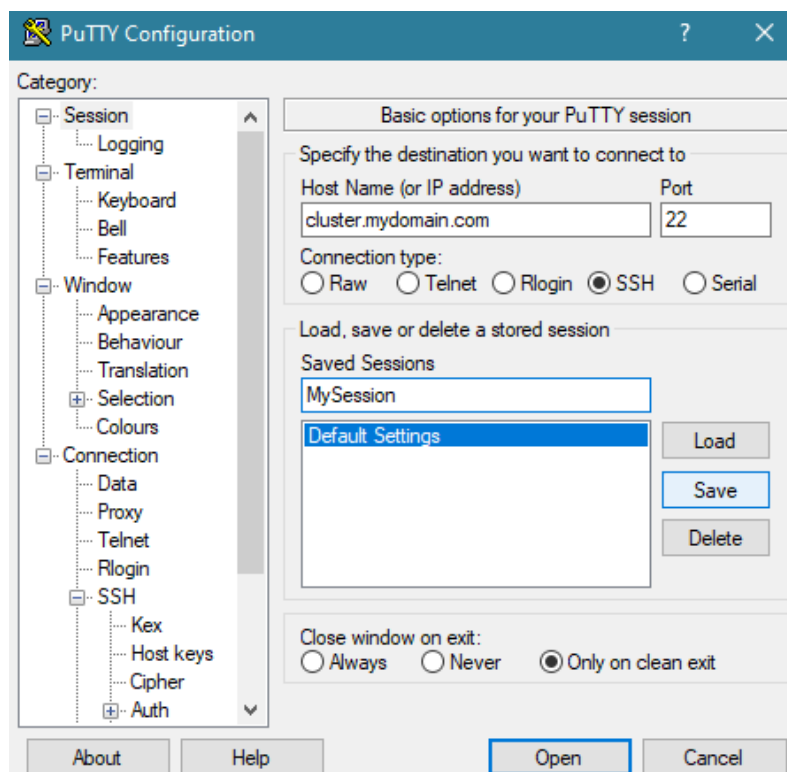 PuTTY Configuration
?
Category:
Session
Logging
Terminal
Keyboard
Bell
Features
Window
Appearance
Behaviour
Translation
Selection
Colours
Connection
Data
Proxy
Telnet
Rlogin
SSH
Kex
Host keys
Cipher
Auth
Basic options for your PuTTY session
Specify the destination you want to connect to
Host Name (or IP address) Port
cluster.mydomain.com 22
Connection type:
Raw Telnet Rlogin SSH Serial
Load, save or delete a stored session
Saved Sessions
MySession
Default Settings
Load
Save
Delete
Close window on exit:
Always Never Only on clean exit
About Help Open Cancel